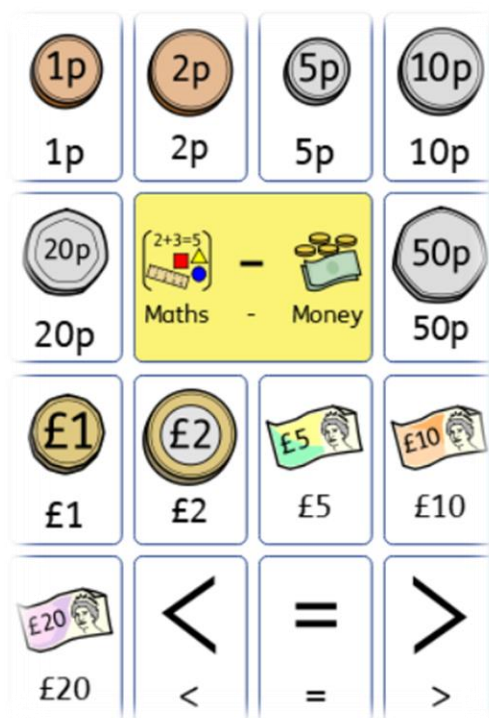 1p 2p 5p 10p
1p 2p 5p 10p
2+3=5
20p - 50p
Maths - Money
20p 50p
£1 £2 £5 £10
£1 £2 £5 £10
£20 < = >
£20 < = >